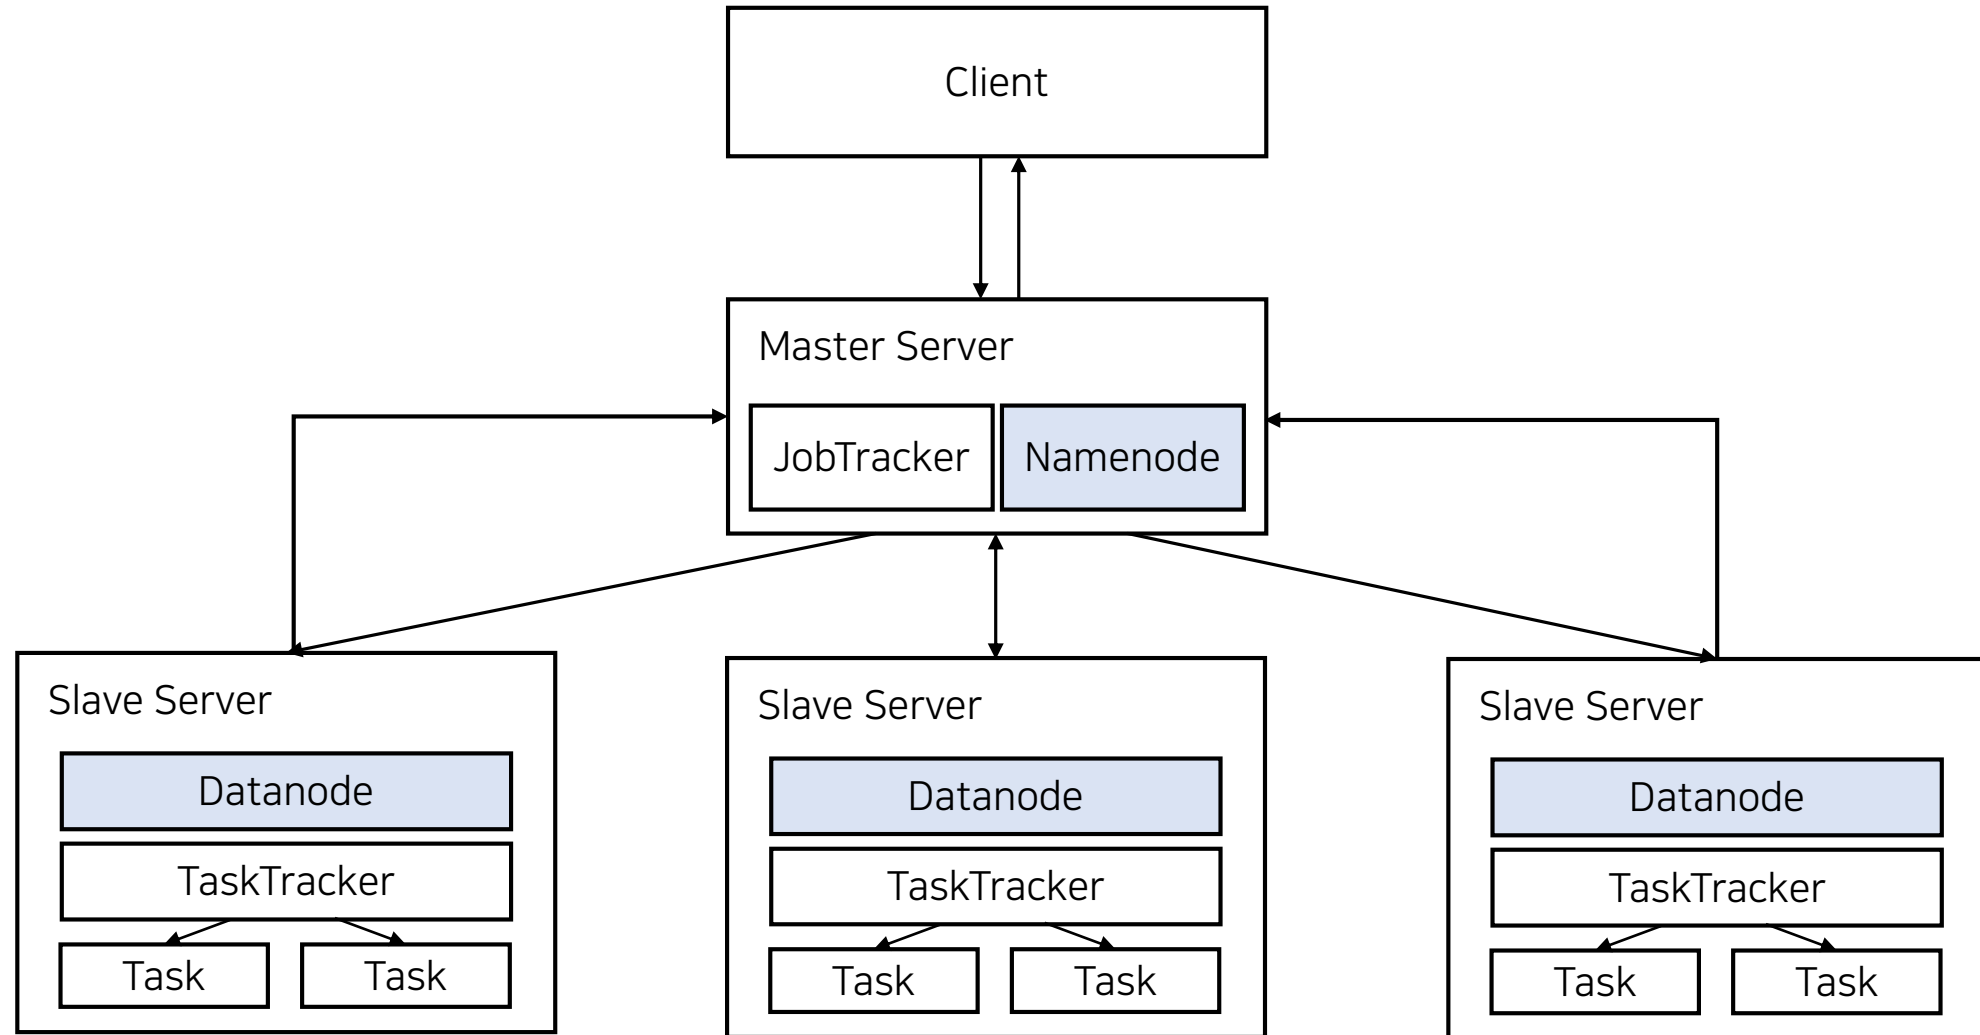 Client
Master Server
JobTracker
Namenode
Slave Server
Datanode
TaskTracker
Task
Task
Slave Server
Datanode
TaskTracker
Task
Task
Slave Server
Datanode
TaskTracker
Task
Task